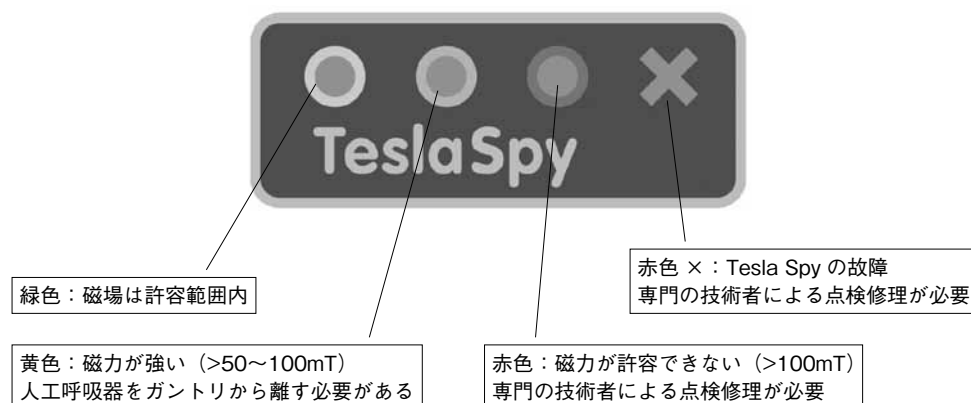 TeslaSpy
赤色 ×：Tesla Spy の故障
専門の技術者による点検修理が必要
緑色：磁場は許容範囲内
黄色：磁力が強い（>50～100mT）
人工呼吸器をガントリから離す必要がある
赤色：磁力が許容できない（>100mT）
専門の技術者による点検修理が必要